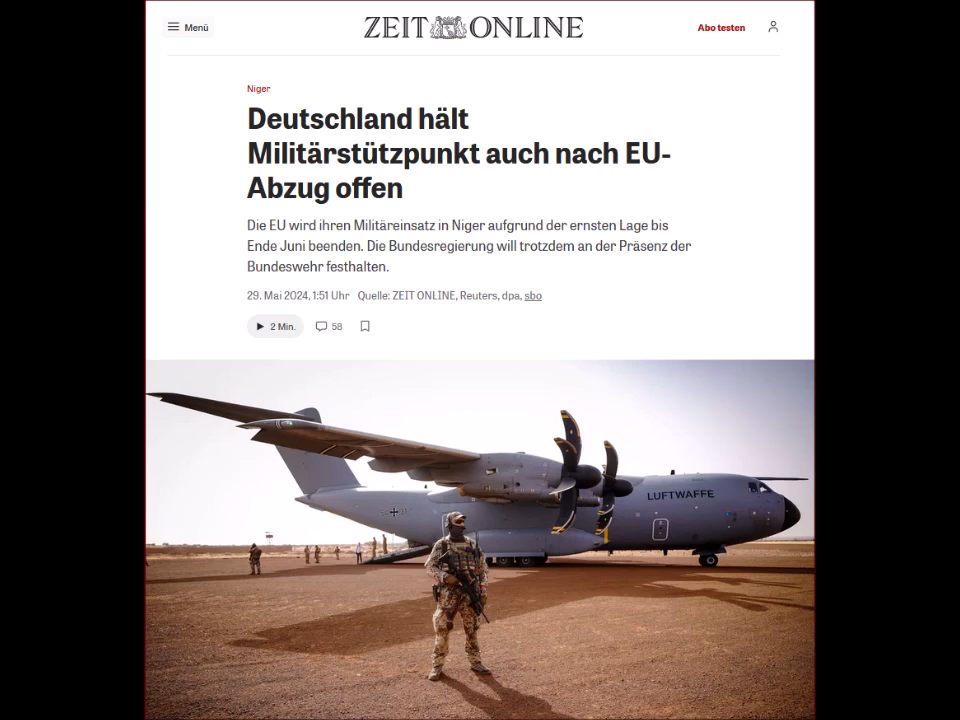 Menü
ZEIT ONLINE
Abo testen
Niger
Deutschland hält
Militärstützpunkt auch nach EU-
Abzug offen
Die EU wird ihren Militäreinsatz in Niger aufgrund der ernsten Lage bis
Ende Juni beenden. Die Bundesregierung will trotzdem an der Präsenz der
Bundeswehr festhalten.
29. Mai 2024, 1:51 Uhr Quelle: ZEIT ONLINE, Reuters, dpa, sbo
2 Min.
58
LUFTWAFFE